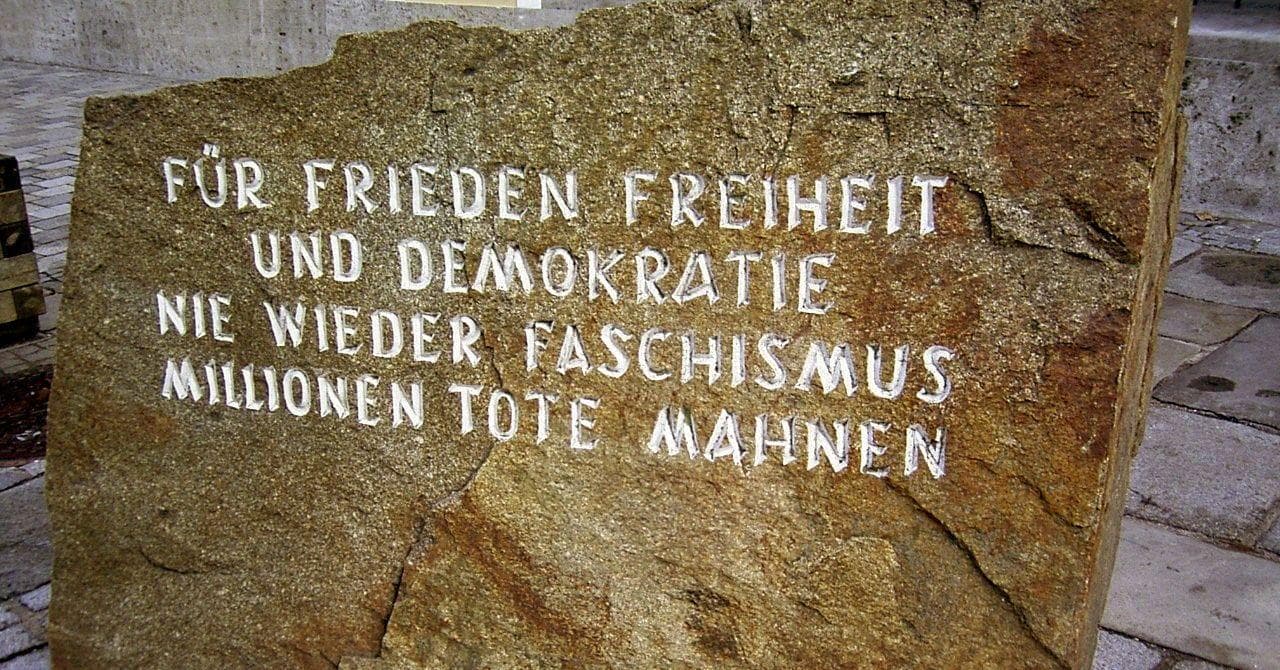 FÜR FRIEDEN FREIHEIT
UND DEMOKRATIE
NIE WIEDER FASCHISMUS
MILLIONEN TOTE MAHNEN